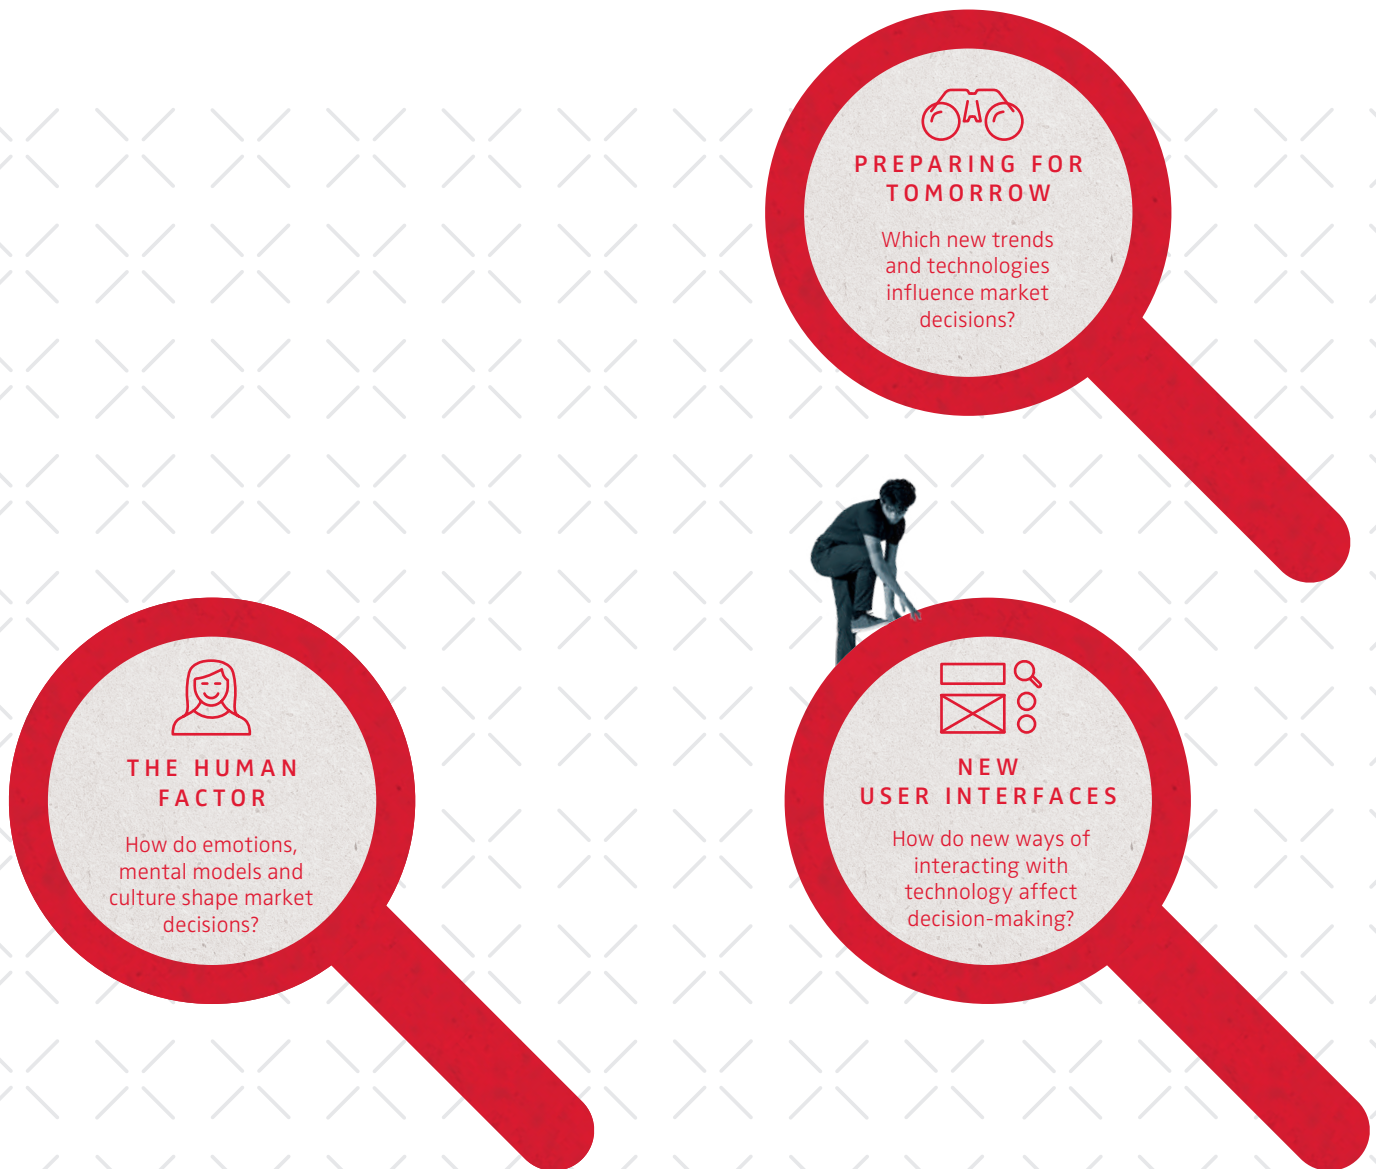 PREPARING FOR
TOMORROW
Which new trends
and technologies
influence market
decisions?
THE HUMAN
FACTOR
How do emotions,
mental models and
culture shape market
decisions?
NEW
USER INTERFACES
How do new ways of
interacting with
technology affect
decision-making?